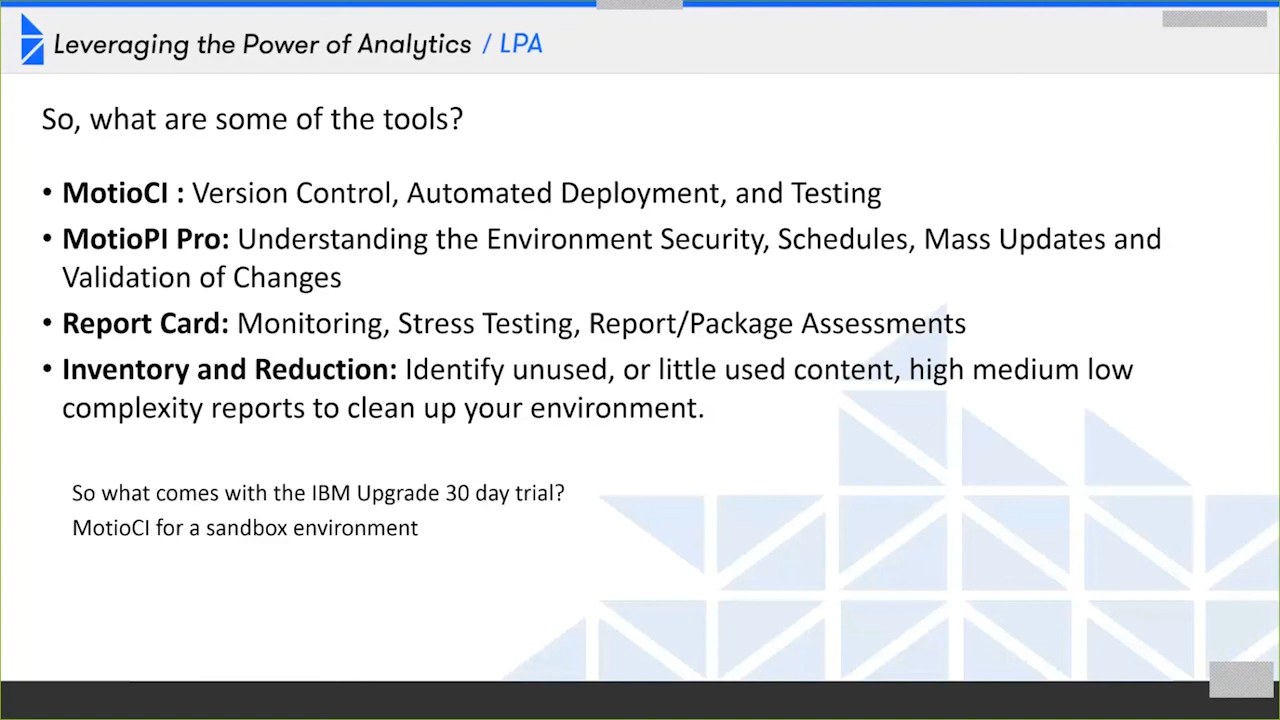 Leveraging the Power of Analytics / LPA
So, what are some of the tools?
• MotioCI : Version Control, Automated Deployment, and Testing
• MotioPI Pro: Understanding the Environment Security, Schedules, Mass Updates and
Validation of Changes
• Report Card: Monitoring, Stress Testing, Report/Package Assessments
• Inventory and Reduction: Identify unused, or little used content, high medium low
complexity reports to clean up your environment.
So what comes with the IBM Upgrade 30 day trial?
MotioCI for a sandbox environment